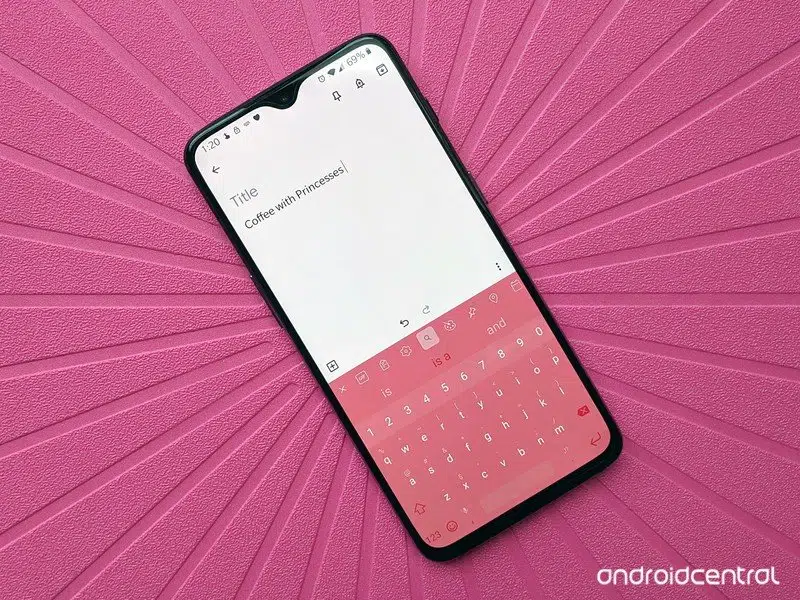 1:20
69%
Title
Coffee with Princesses
is
is a
and
1 2 3 4 5 6 7 8 9 0
q w e r t y u i o p
a s d f g h j k l
z x c v b n m
123
androidcentral